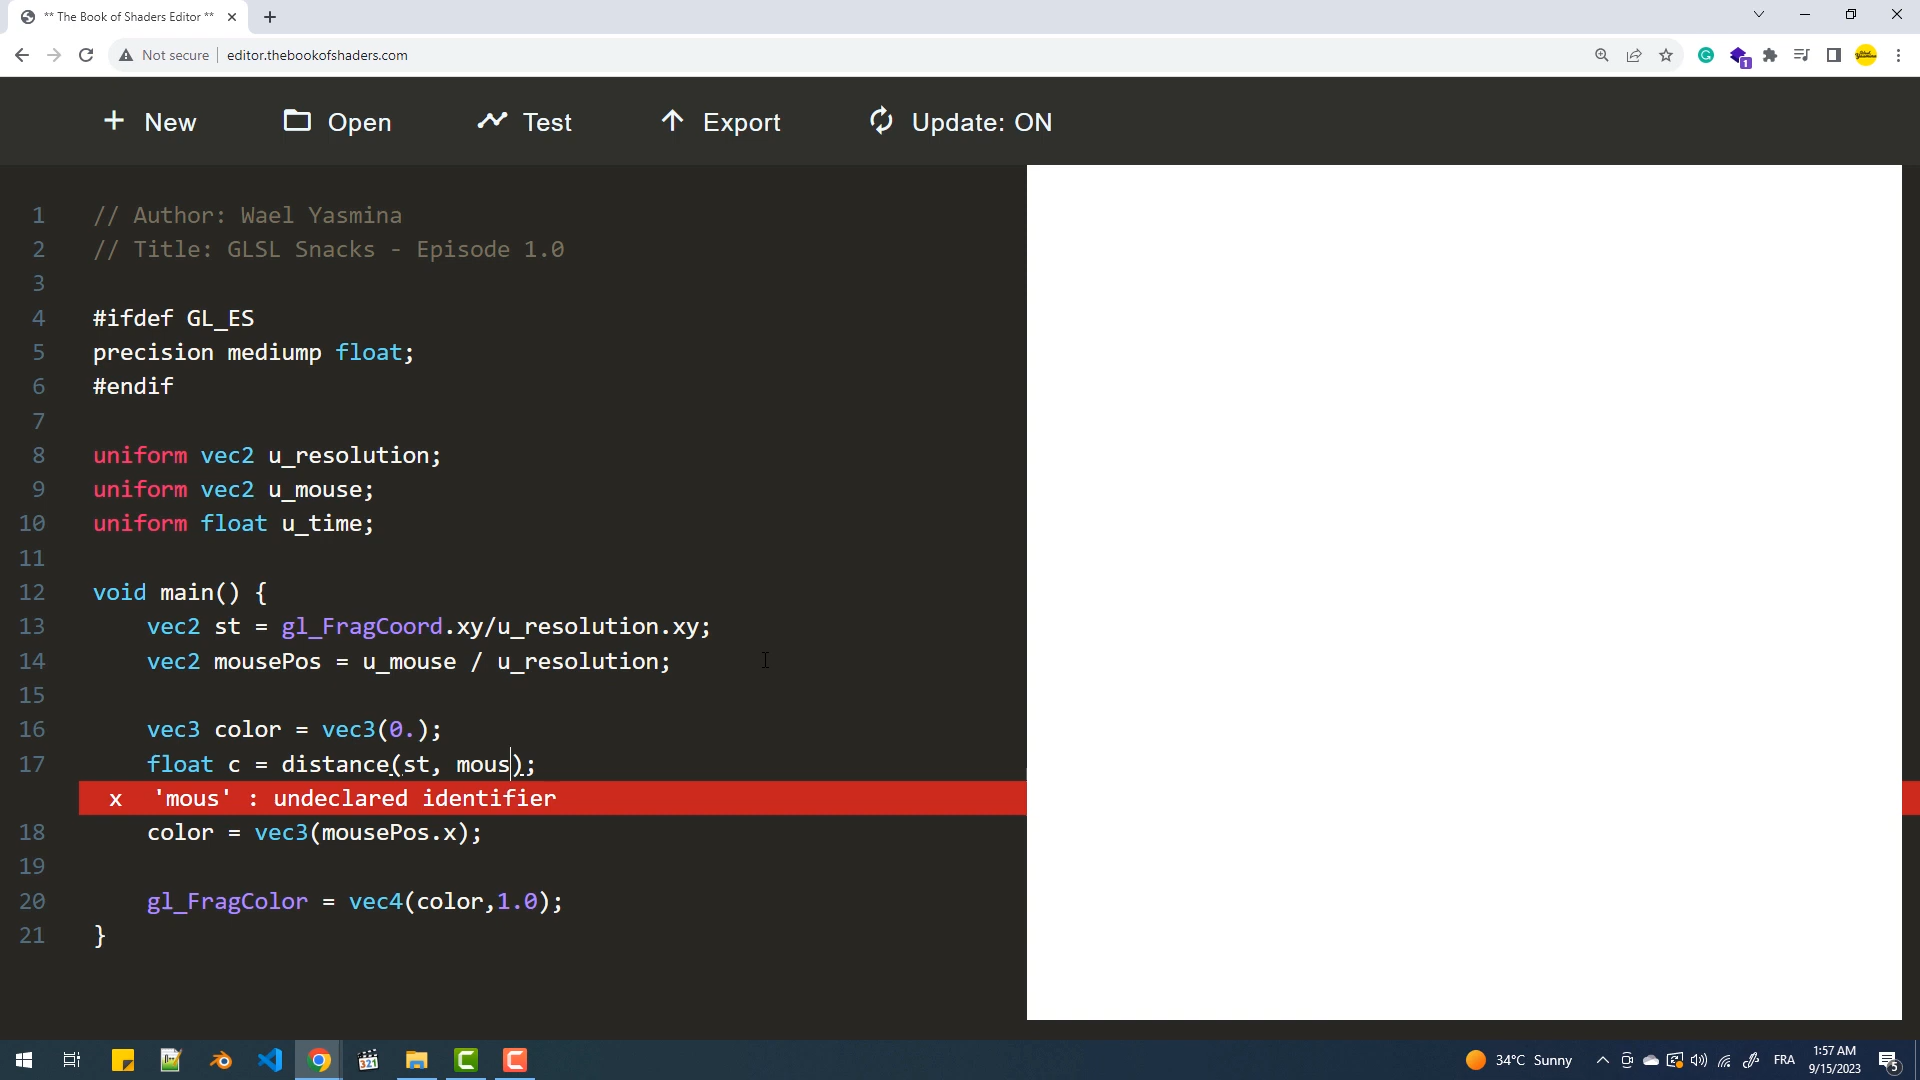 ** The Book of Shaders Editor **
Not secure
editor.thebookofshaders.com
1
New
Open
Test
Export
Update: ON
1 // Author: Wael Yasmina
2 // Title: GLSL Snacks - Episode 1.0
3
4 #ifdef GL_ES
5 precision mediump float;
6 #endif
7
8 uniform vec2 u_resolution;
9 uniform vec2 u_mouse;
10 uniform float u_time;
11
12 void main() {
13 vec2 st = gl_FragCoord.xy/u_resolution.xy;
14 vec2 mousePos = u_mouse / u_resolution;
15
16 vec3 color = vec3(0.);
17 float c = distance(st, mous);
x 'mous' : undeclared identifier
18 color = vec3(mousePos.x);
19
20 gl_FragColor = vec4(color,1.0);
21 }
321
34°C Sunny
FRA
1:57 AM
9/15/2023
5